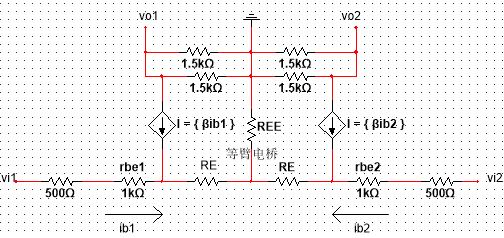 vo1 vo2
1.5kΩ 1.5kΩ
1.5kΩ 1.5kΩ
I = { βib1 } REE I = { βib2 }
等臂电桥
rbe1 RE RE rbe2
vi1 vi2
500Ω 1kΩ 1kΩ 500Ω
ib1 ib2